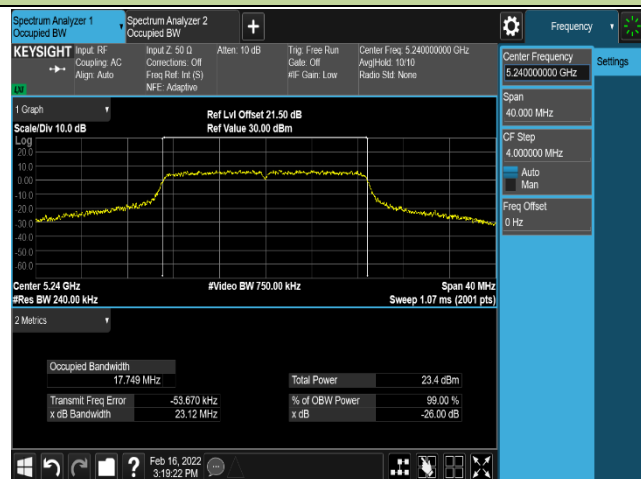 Spectrum Analyzer 1
Occupied BW
Spectrum Analyzer 2
Occupied BW
+
Frequency
KEYSIGHT
Input: RF
Coupling: AC
Align: Auto
Input Z: 50 Ω
Corrections: Off
Freq Ref: Int (S)
NFE: Adaptive
Atten: 10 dB
Trig: Free Run
Gate: Off
#IF Gain: Low
Center Freq: 5.240000000 GHz
Avg|Hold: 10/10
Radio Std: None
Center Frequency
5.240000000 GHz
Settings
Span
40.000 MHz
CF Step
4.000000 MHz
Auto
Man
Freq Offset
0 Hz
1 Graph
Scale/Div 10.0 dB
Ref Lvl Offset 21.50 dB
Ref Value 30.00 dBm
Log
20.0
10.0
0.00
-10.0
-20.0
-30.0
-40.0
-50.0
-60.0
Center 5.24 GHz
#Video BW 750.00 kHz
Span 40 MHz
#Res BW 240.00 kHz
Sweep 1.07 ms (2001 pts)
2 Metrics
Occupied Bandwidth
17.749 MHz
Total Power 23.4 dBm
Transmit Freq Error -53.670 kHz
% of OBW Power 99.00 %
x dB Bandwidth 23.12 MHz
x dB -26.00 dB
?
Feb 16, 2022
3:19:22 PM